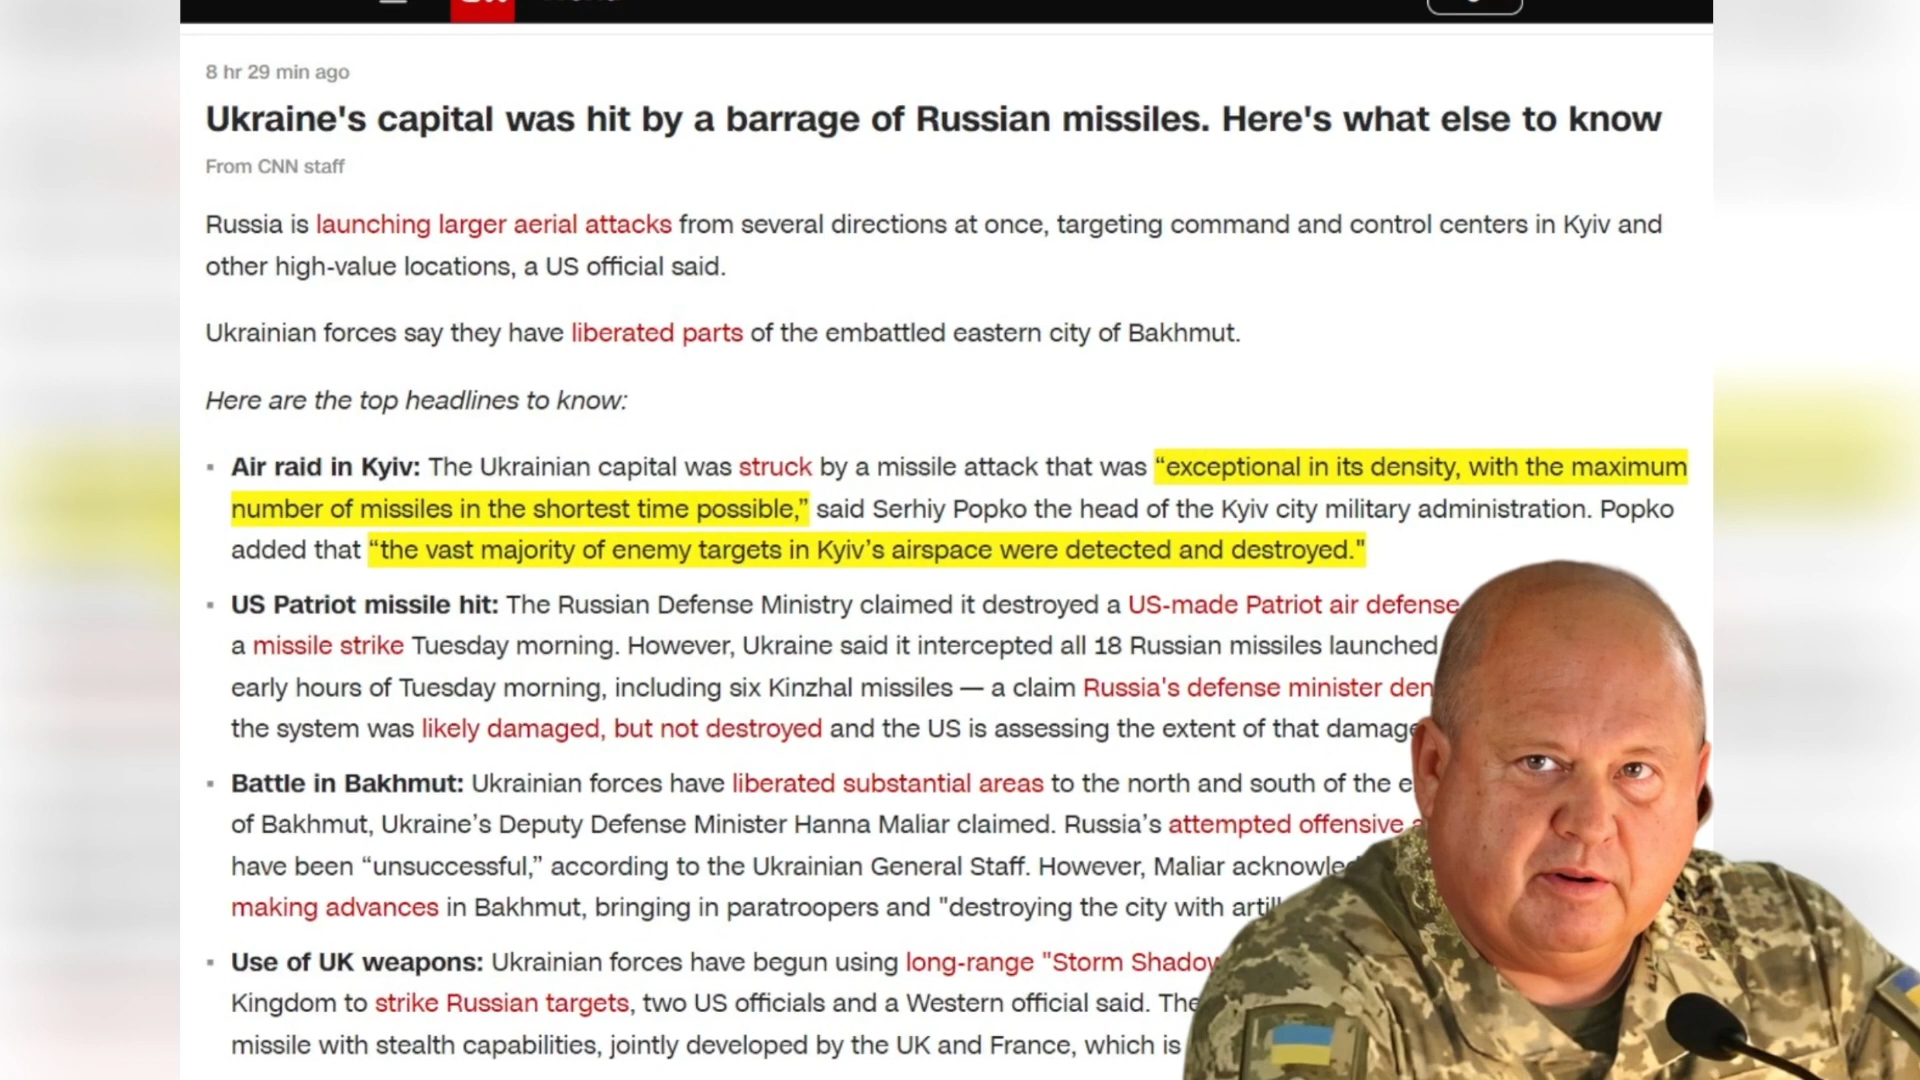 8 hr 29 min ago
Ukraine's capital was hit by a barrage of Russian missiles. Here's what else to know
From CNN staff
Russia is launching larger aerial attacks from several directions at once, targeting command and control centers in Kyiv and
other high-value locations, a US official said.
Ukrainian forces say they have liberated parts of the embattled eastern city of Bakhmut.
Here are the top headlines to know:
▪ Air raid in Kyiv: The Ukrainian capital was struck by a missile attack that was “exceptional in its density, with the maximum
number of missiles in the shortest time possible,” said Serhiy Popko the head of the Kyiv city military administration. Popko
added that “the vast majority of enemy targets in Kyiv’s airspace were detected and destroyed."
▪ US Patriot missile hit: The Russian Defense Ministry claimed it destroyed a US-made Patriot air defense
a missile strike Tuesday morning. However, Ukraine said it intercepted all 18 Russian missiles launched
early hours of Tuesday morning, including six Kinzhal missiles — a claim Russia's defense minister den
the system was likely damaged, but not destroyed and the US is assessing the extent of that damage
▪ Battle in Bakhmut: Ukrainian forces have liberated substantial areas to the north and south of the e
of Bakhmut, Ukraine’s Deputy Defense Minister Hanna Maliar claimed. Russia’s attempted offensive a
have been “unsuccessful,” according to the Ukrainian General Staff. However, Maliar acknowle
making advances in Bakhmut, bringing in paratroopers and "destroying the city with artil
▪ Use of UK weapons: Ukrainian forces have begun using long-range "Storm Shadow
Kingdom to strike Russian targets, two US officials and a Western official said. The
missile with stealth capabilities, jointly developed by the UK and France, which is